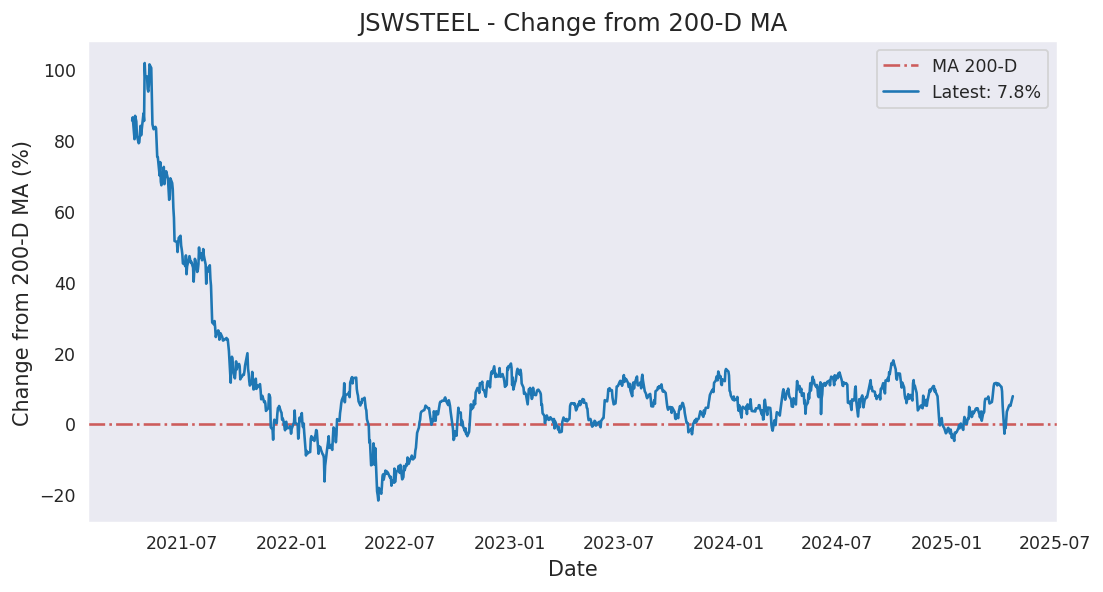 JSWSTEEL - Change from 200-D MA
MA 200-D
Latest: 7.8%
Change from 200-D MA (%)
100
80
60
40
20
0
−20
2021-07 2022-01 2022-07 2023-01 2023-07 2024-01 2024-07 2025-01 2025-07
Date